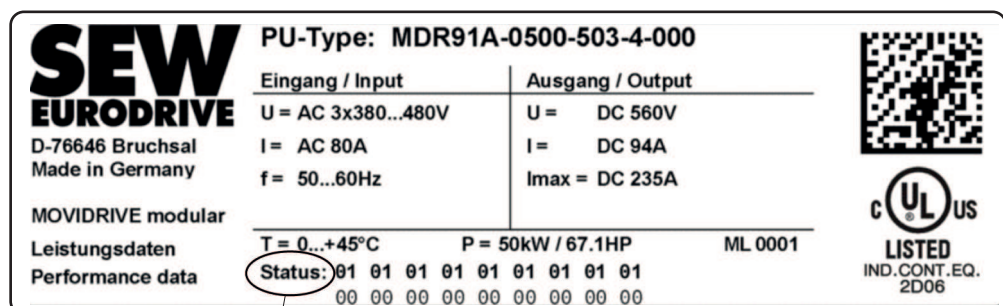 SEW
EURODRIVE
D-76646 Bruchsal
Made in Germany
MOVIDRIVE modular
Leistungsdaten
Performance data
PU-Type: MDR91A-0500-503-4-000
Eingang / Input
U = AC 3x380...480V
I = AC 80A
f = 50...60Hz
Ausgang / Output
U = DC 560V
I = DC 94A
Imax = DC 235A
T = 0...+45°C P = 50kW / 67.1HP ML 0001
Status: 01 01 01 01 01 01 01 01 01
00 00 00 00 00 00 00 00 00
C UL US
®
LISTED
IND.CONT.EQ.
2D06